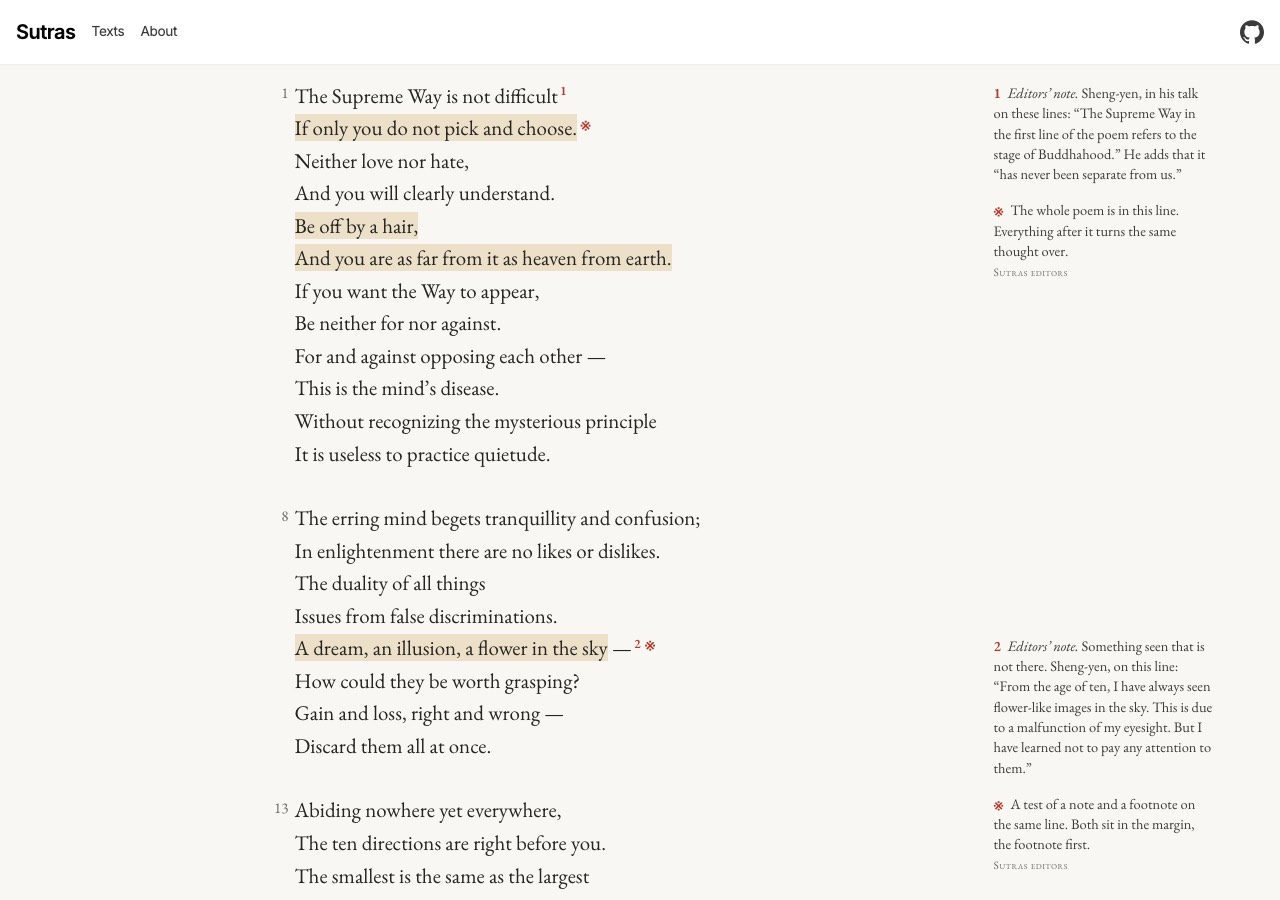 Sutras Texts About
1 The Supreme Way is not difficult 1
If only you do not pick and choose. ※
Neither love nor hate,
And you will clearly understand.
Be off by a hair,
And you are as far from it as heaven from earth.
If you want the Way to appear,
Be neither for nor against.
For and against opposing each other —
This is the mind’s disease.
Without recognizing the mysterious principle
It is useless to practice quietude.
8 The erring mind begets tranquillity and confusion;
In enlightenment there are no likes or dislikes.
The duality of all things
Issues from false discriminations.
A dream, an illusion, a flower in the sky — 2 ※
How could they be worth grasping?
Gain and loss, right and wrong —
Discard them all at once.
13 Abiding nowhere yet everywhere,
The ten directions are right before you.
The smallest is the same as the largest
1 Editors’ note. Sheng-yen, in his talk
on these lines: “The Supreme Way in
the first line of the poem refers to the
stage of Buddhahood.” He adds that it
“has never been separate from us.”
※ The whole poem is in this line.
Everything after it turns the same
thought over.
Sutras editors
2 Editors’ note. Something seen that is
not there. Sheng-yen, on this line:
“From the age of ten, I have always seen
flower-like images in the sky. This is due
to a malfunction of my eyesight. But I
have learned not to pay any attention to
them.”
※ A test of a note and a footnote on
the same line. Both sit in the margin,
the footnote first.
Sutras editors